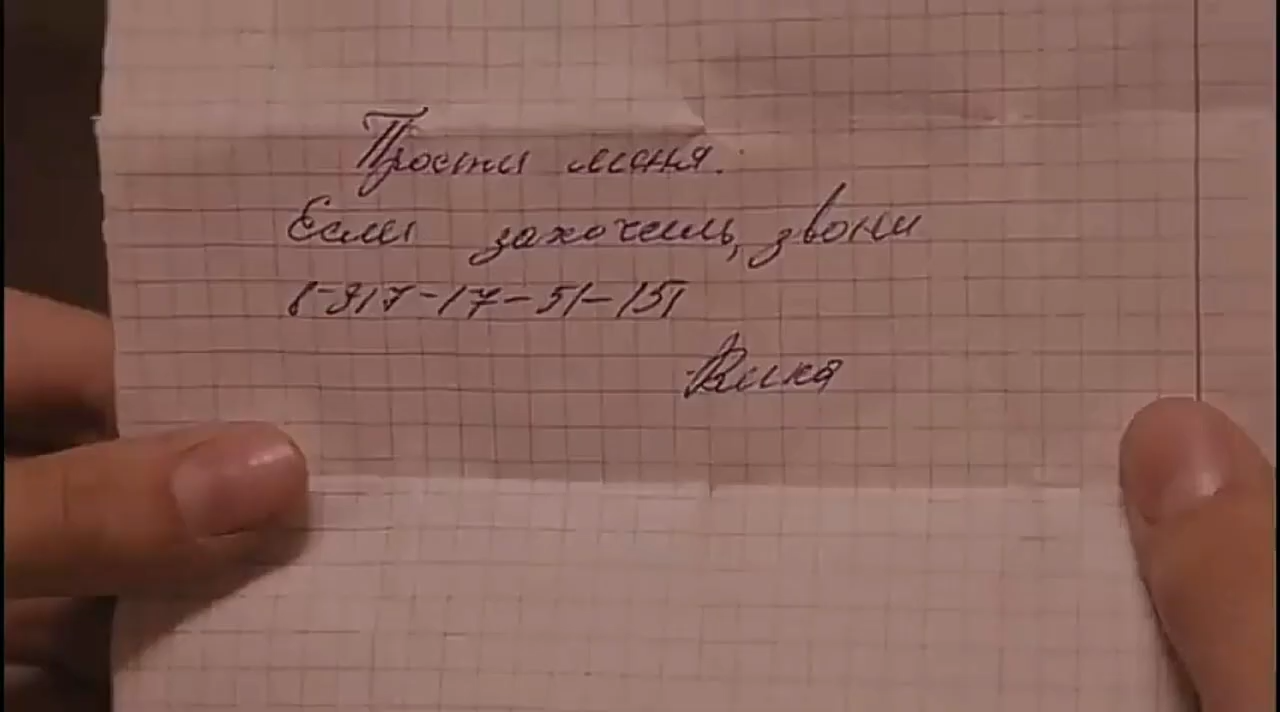 Прости меня.
Если захочешь, звони
8-917-17-51-151
Вика